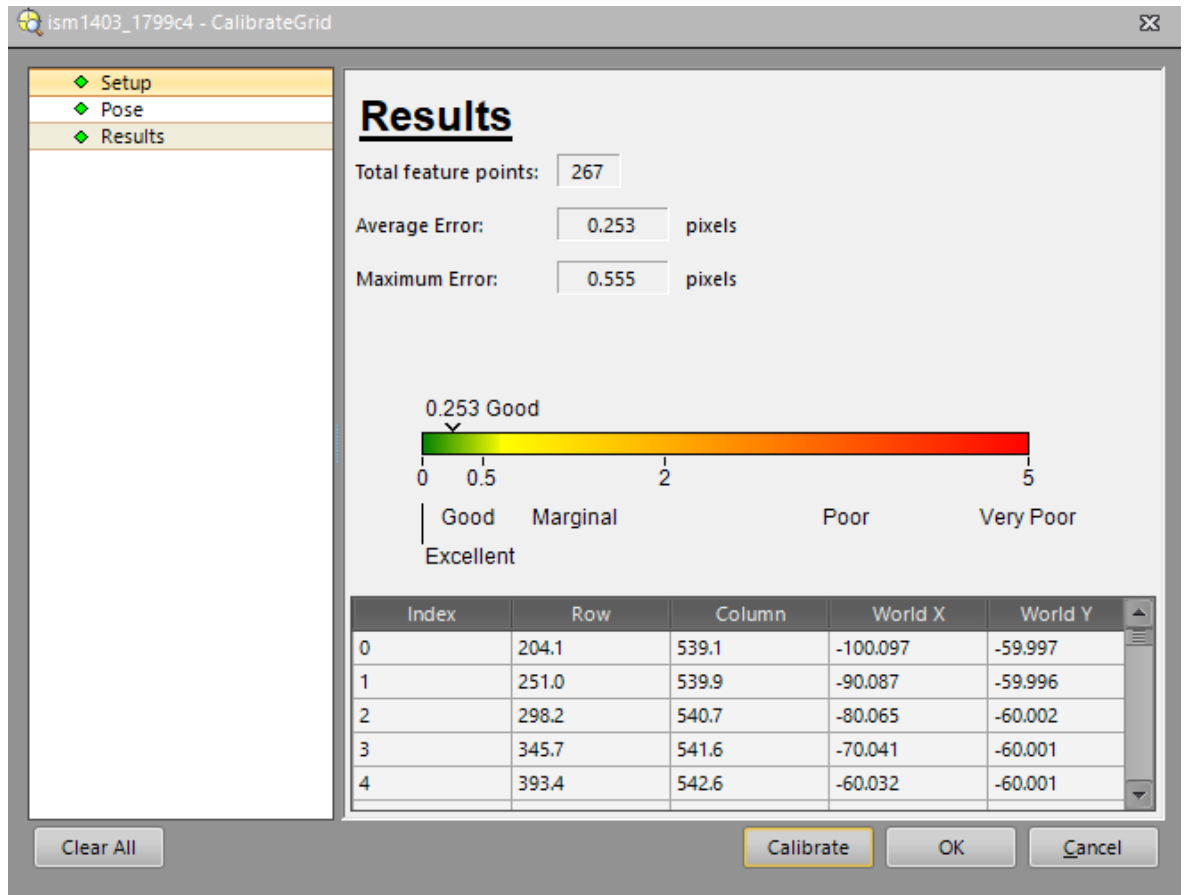 ism1403_1799c4 - CalibrateGrid
Setup
Pose
Results
Results
Total feature points: 267
Average Error: 0.253 pixels
Maximum Error: 0.555 pixels
0.253 Good
0 0.5 2 5
Good Marginal Poor Very Poor
Excellent
Index Row Column World X World Y
0 204.1 539.1 -100.097 -59.997
1 251.0 539.9 -90.087 -59.996
2 298.2 540.7 -80.065 -60.002
3 345.7 541.6 -70.041 -60.001
4 393.4 542.6 -60.032 -60.001
Clear All Calibrate OK Cancel